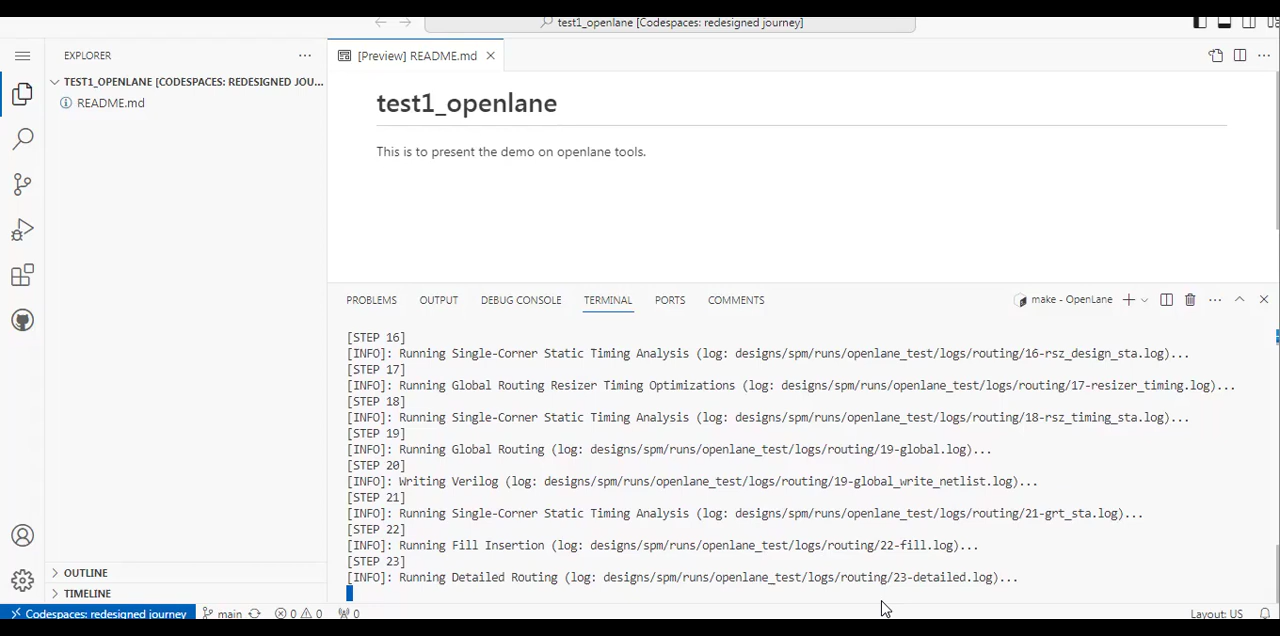 test1_openlane [Codespaces: redesigned journey]
EXPLORER
TEST1_OPENLANE [CODESPACES: REDESIGNED JOU...
README.md
[Preview] README.md
test1_openlane
This is to present the demo on openlane tools.
PROBLEMS OUTPUT DEBUG CONSOLE TERMINAL PORTS COMMENTS
make - OpenLane
[STEP 16]
[INFO]: Running Single-Corner Static Timing Analysis (log: designs/spm/runs/openlane_test/logs/routing/16-rsz_design_sta.log)...
[STEP 17]
[INFO]: Running Global Routing Resizer Timing Optimizations (log: designs/spm/runs/openlane_test/logs/routing/17-resizer_timing.log)...
[STEP 18]
[INFO]: Running Single-Corner Static Timing Analysis (log: designs/spm/runs/openlane_test/logs/routing/18-rsz_timing_sta.log)...
[STEP 19]
[INFO]: Running Global Routing (log: designs/spm/runs/openlane_test/logs/routing/19-global.log)...
[STEP 20]
[INFO]: Writing Verilog (log: designs/spm/runs/openlane_test/logs/routing/19-global_write_netlist.log)...
[STEP 21]
[INFO]: Running Single-Corner Static Timing Analysis (log: designs/spm/runs/openlane_test/logs/routing/21-grt_sta.log)...
[STEP 22]
[INFO]: Running Fill Insertion (log: designs/spm/runs/openlane_test/logs/routing/22-fill.log)...
[STEP 23]
[INFO]: Running Detailed Routing (log: designs/spm/runs/openlane_test/logs/routing/23-detailed.log)...
OUTLINE
TIMELINE
Codespaces: redesigned journey main 0 0 0 Layout: US